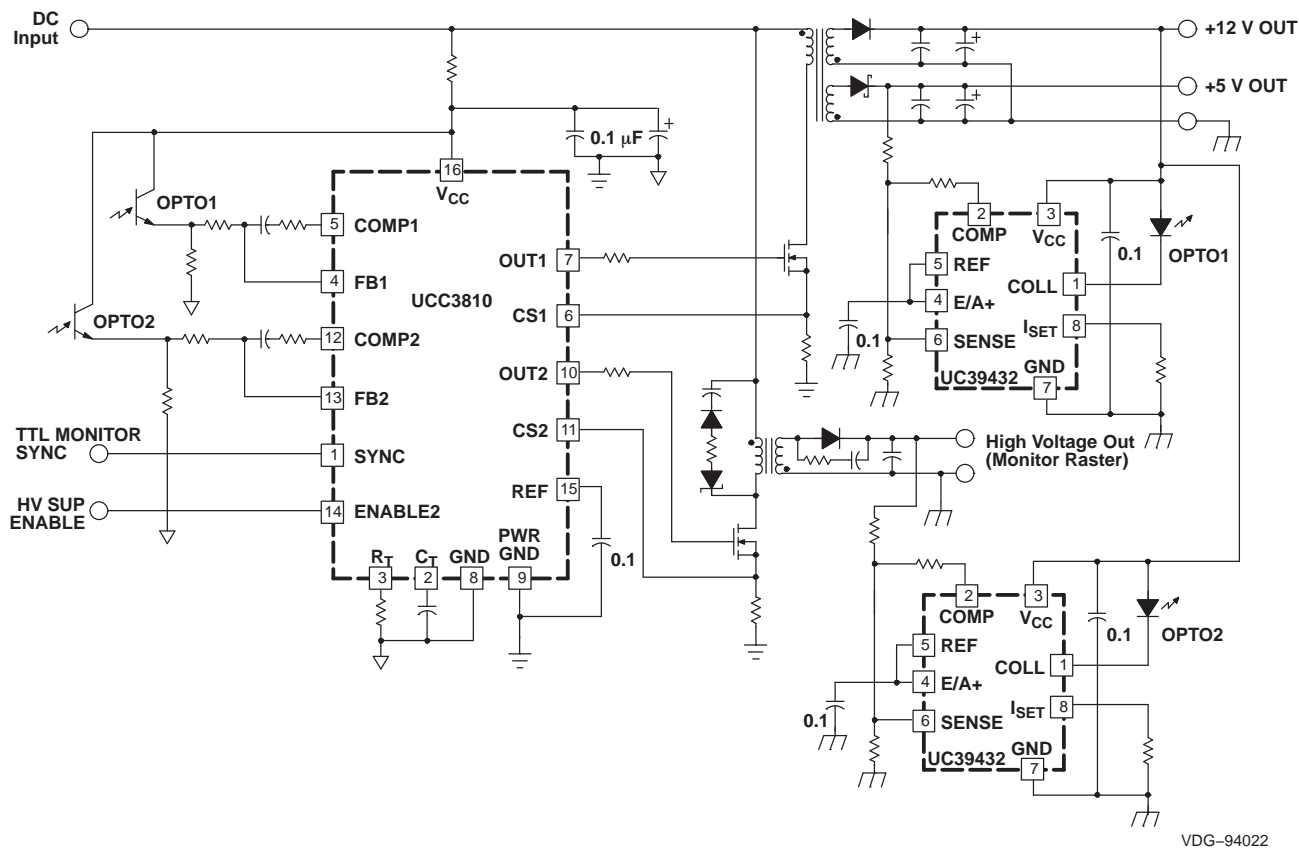 DC
Input
+12 V OUT
+5 V OUT
0.1 μF
16
VCC
OPTO1
5 COMP1
4 FB1
OPTO2
12 COMP2
13 FB2
TTL MONITOR
SYNC
1 SYNC
HV SUP
ENABLE
14 ENABLE2
UCC3810
OUT1 7
CS1 6
OUT2 10
CS2 11
REF 15
0.1
RT
3
CT
2
GND
8
PWR
GND
9
2
COMP
3
VCC
0.1
OPTO1
5 REF
4 E/A+
6 SENSE
0.1
COLL 1
ISET 8
GND
7
UC39432
High Voltage Out
(Monitor Raster)
2
COMP
3
VCC
0.1
OPTO2
5 REF
4 E/A+
6 SENSE
0.1
COLL 1
ISET 8
GND
7
UC39432
VDG–94022